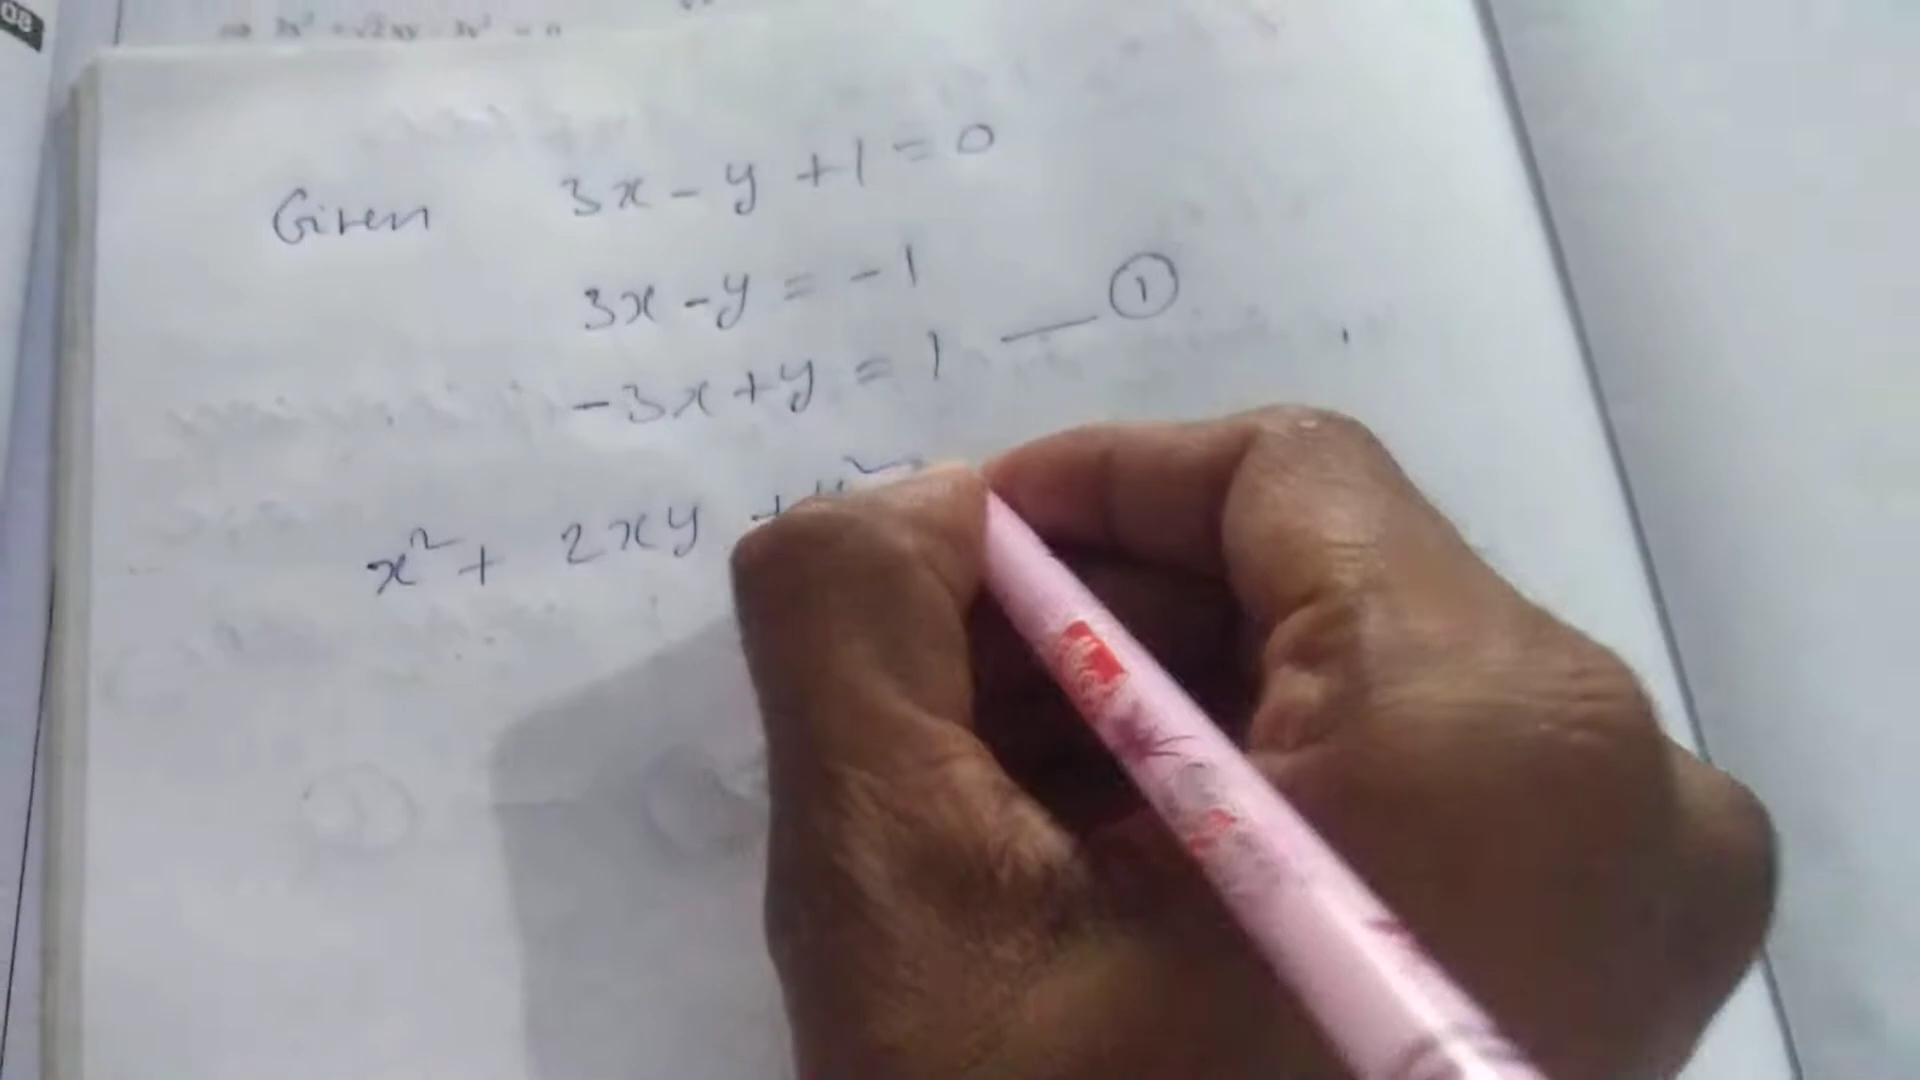 Given 3x - y + 1 = 0
3x - y = -1
-3x + y = 1 — ①
x² + 2xy +